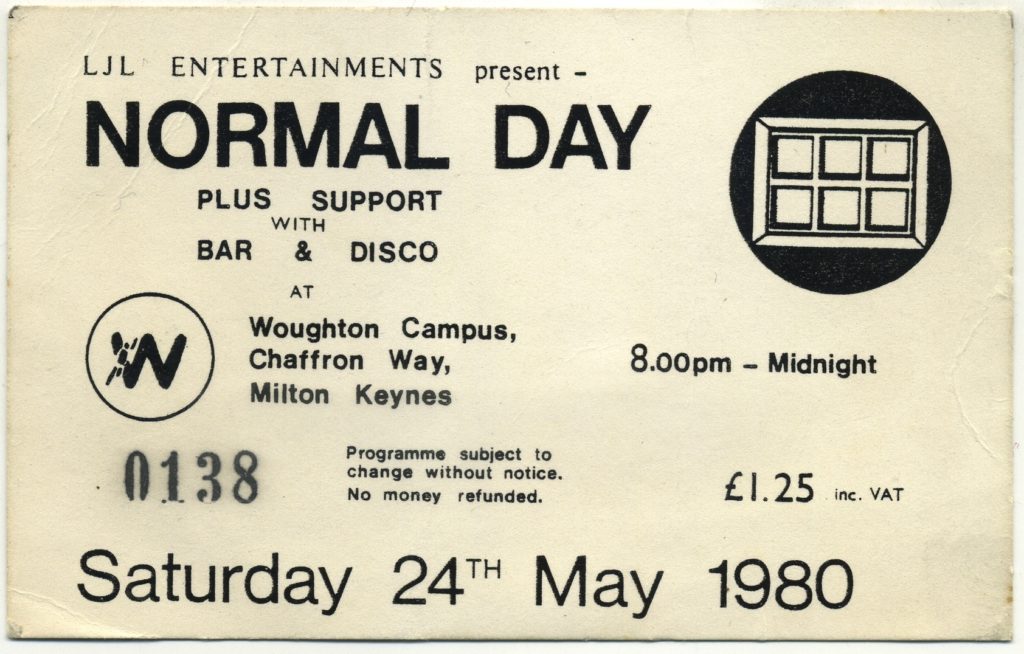 LJL ENTERTAINMENTS present -
NORMAL DAY
PLUS SUPPORT
WITH
BAR & DISCO
AT
W
Woughton Campus,
Chaffron Way,
Milton Keynes
8.00pm - Midnight
0138
Programme subject to
change without notice.
No money refunded.
£1.25 inc. VAT
Saturday 24TH May 1980